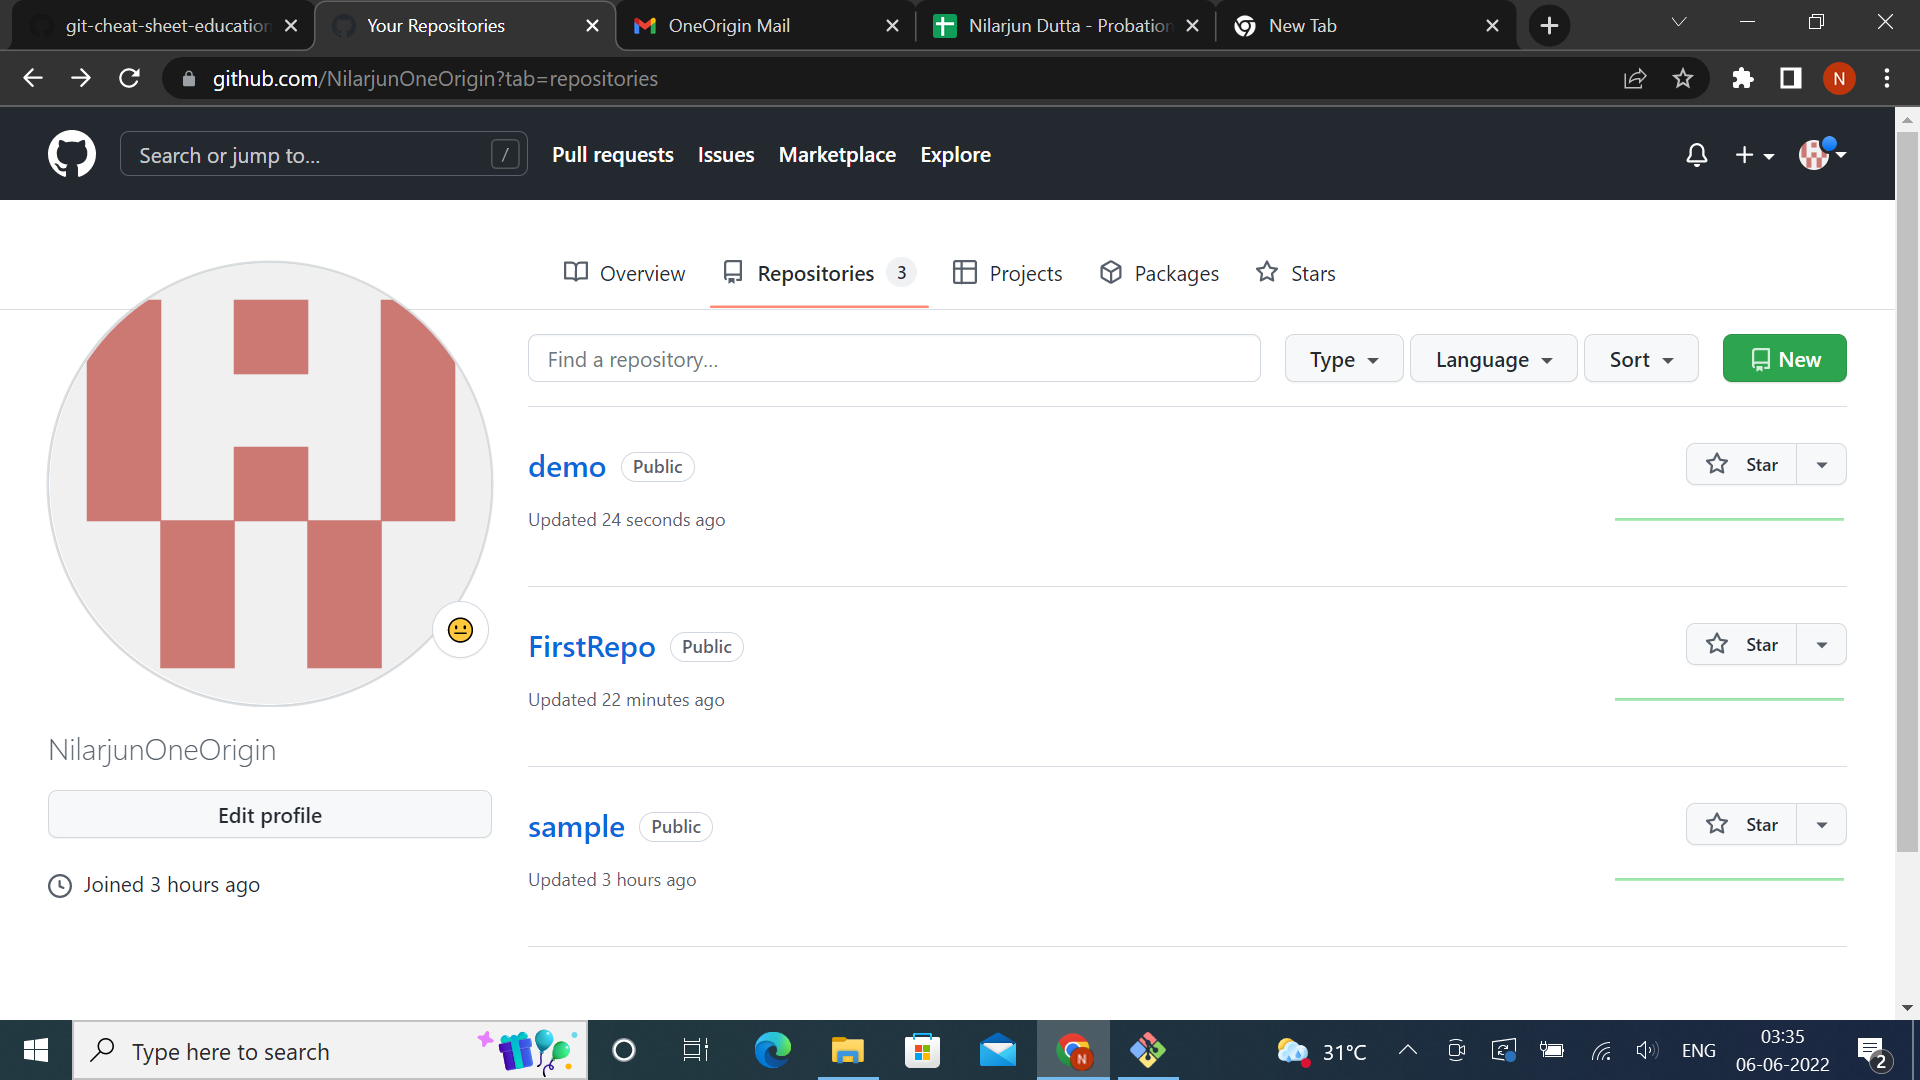 git-cheat-sheet-education
Your Repositories
OneOrigin Mail
Nilarjun Dutta - Probation
New Tab
github.com/NilarjunOneOrigin?tab=repositories
N
Search or jump to...
/
Pull requests
Issues
Marketplace
Explore
Overview
Repositories 3
Projects
Packages
Stars
Find a repository...
Type
Language
Sort
New
demo Public
Star
Updated 24 seconds ago
FirstRepo Public
Star
Updated 22 minutes ago
sample Public
Star
Updated 3 hours ago
NilarjunOneOrigin
Edit profile
Joined 3 hours ago
Type here to search
N
31°C
ENG
03:35
06-06-2022
2